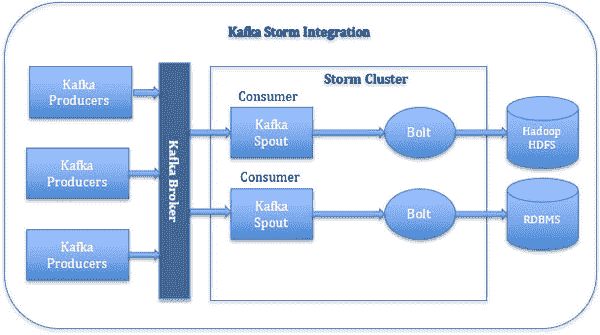 Kafka Storm Integration
Kafka
Producers
Kafka
Producers
Kafka
Producers
Kafka Broker
Storm Cluster
Consumer
Kafka
Spout
Bolt
Hadoop
HDFS
Consumer
Kafka
Spout
Bolt
RDBMS